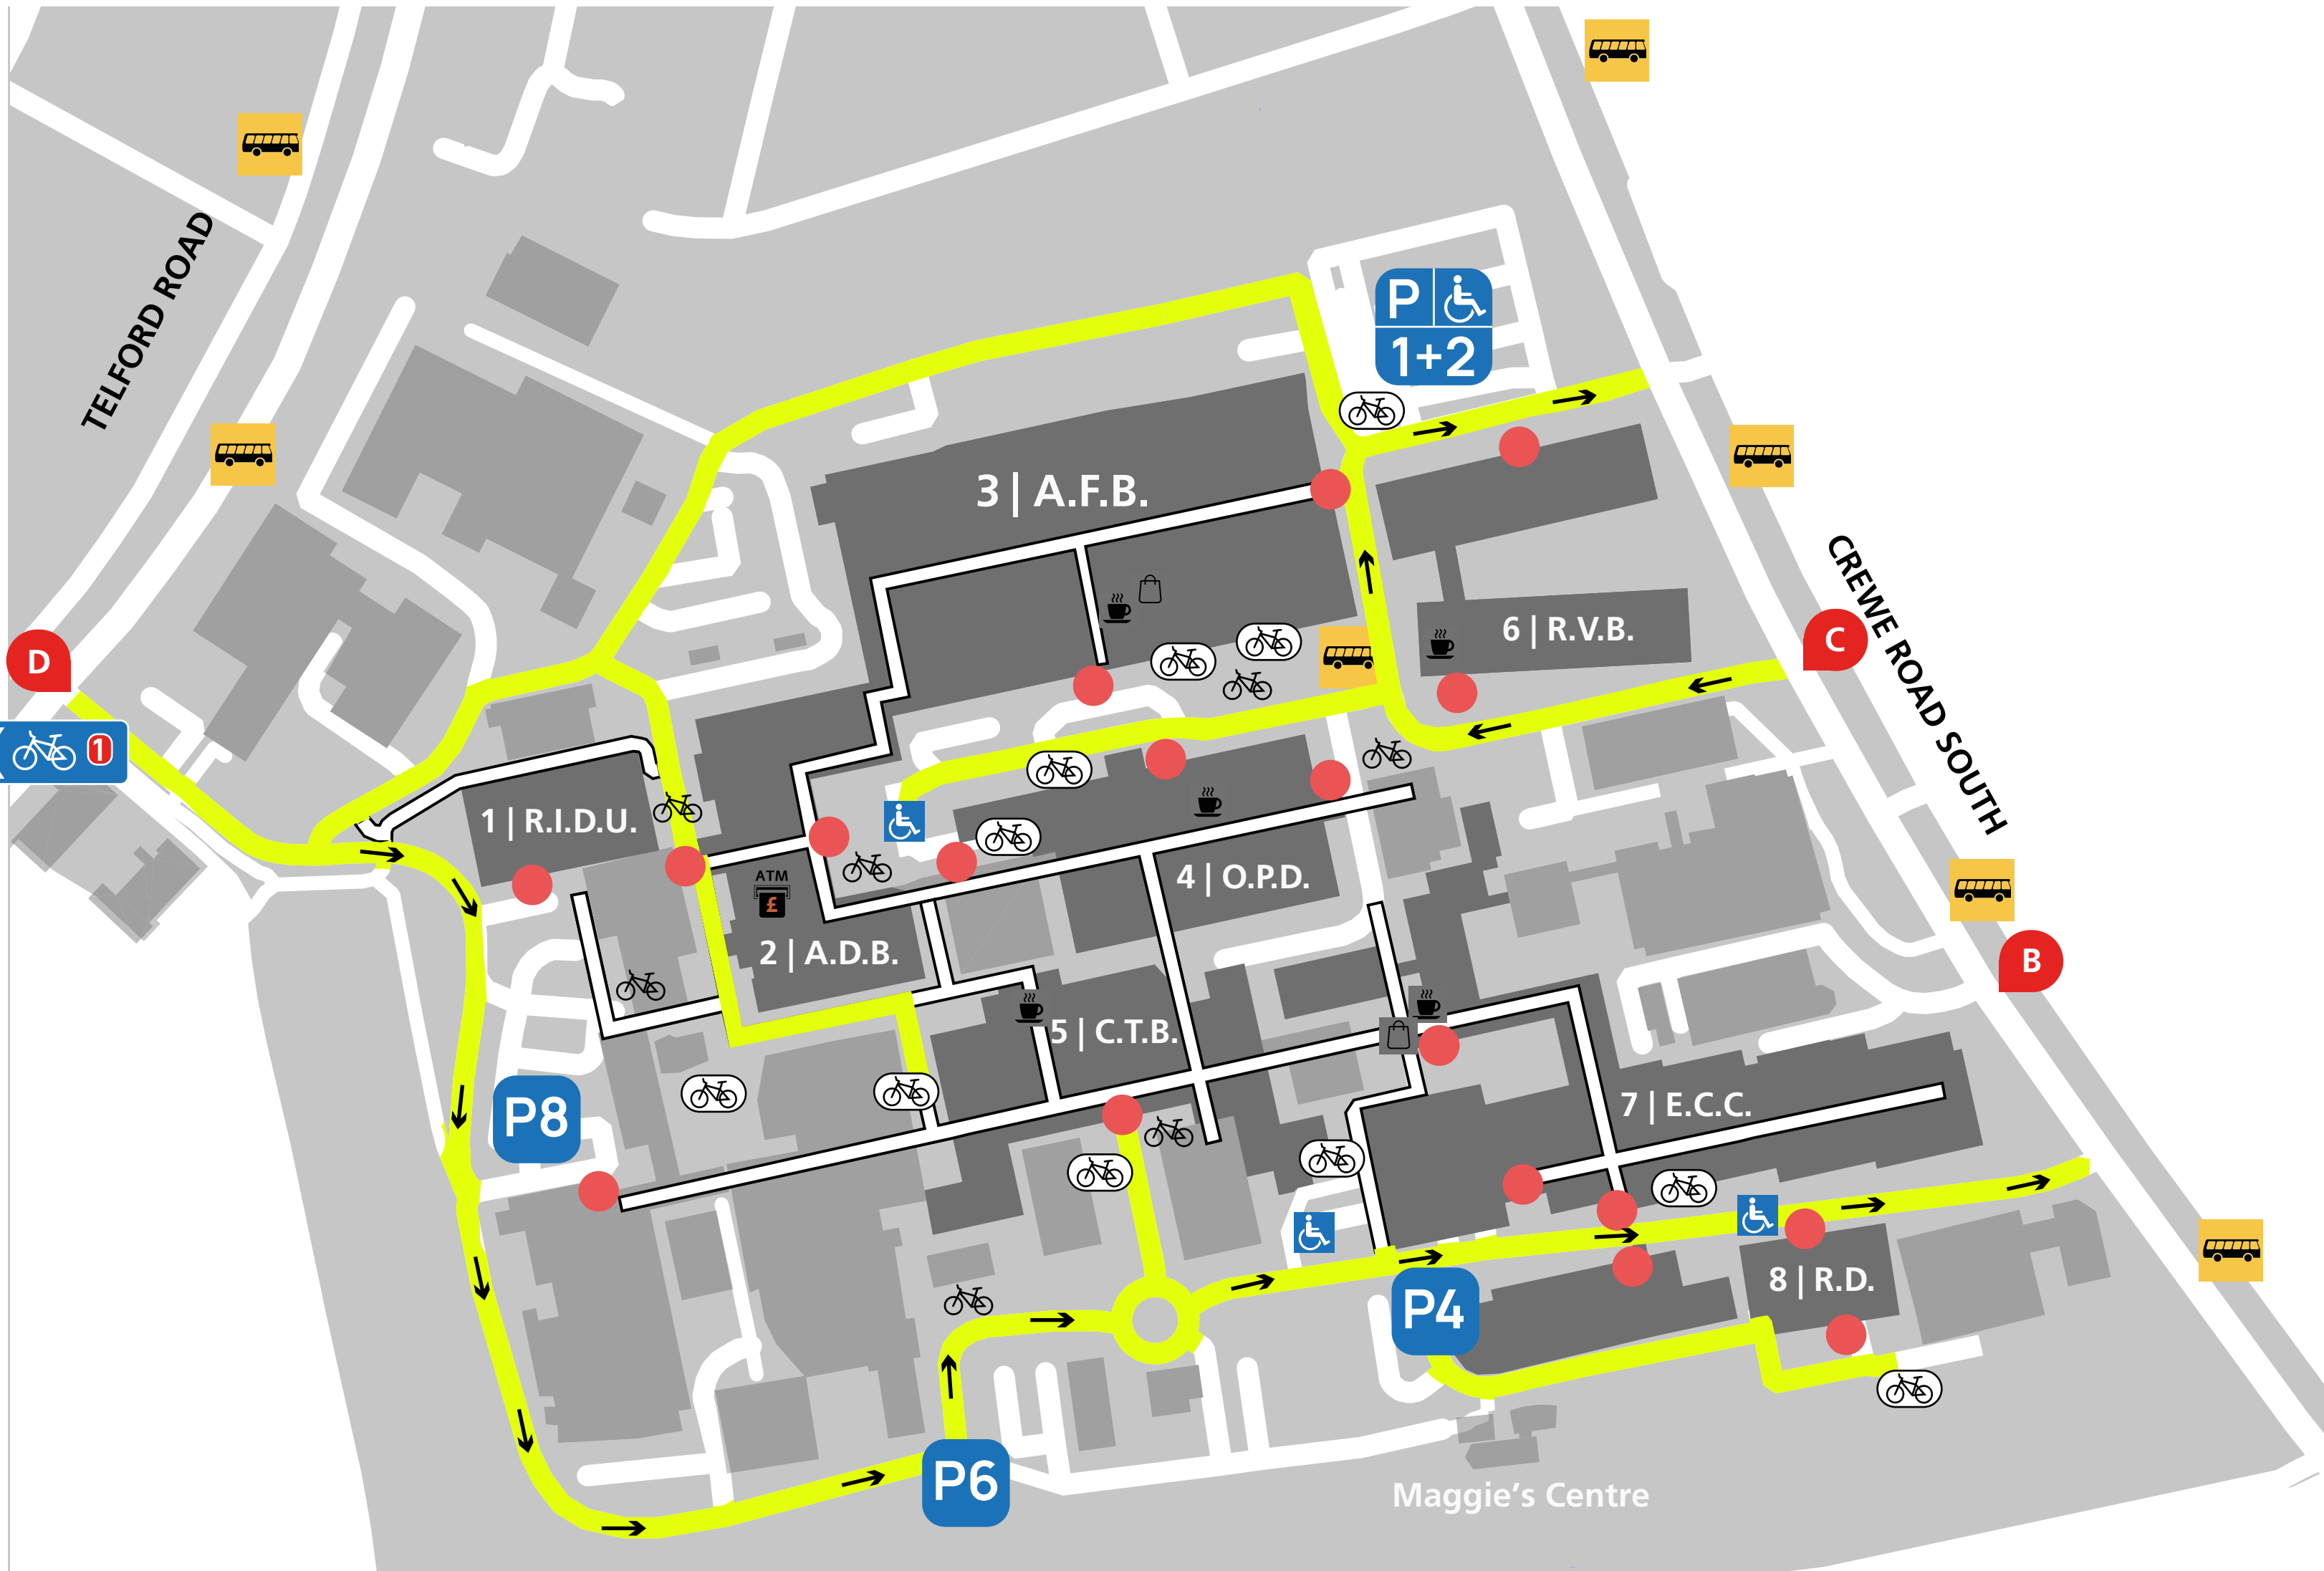 TELFORD ROAD
P
1+2
3 | A.F.B.
CREWE ROAD SOUTH
6 | R.V.B.
C
D
1
1 | R.I.D.U.
ATM
£
4 | O.P.D.
2 | A.D.B.
B
5 | C.T.B.
P8
7 | E.C.C.
8 | R.D.
P4
P6
Maggie's Centre